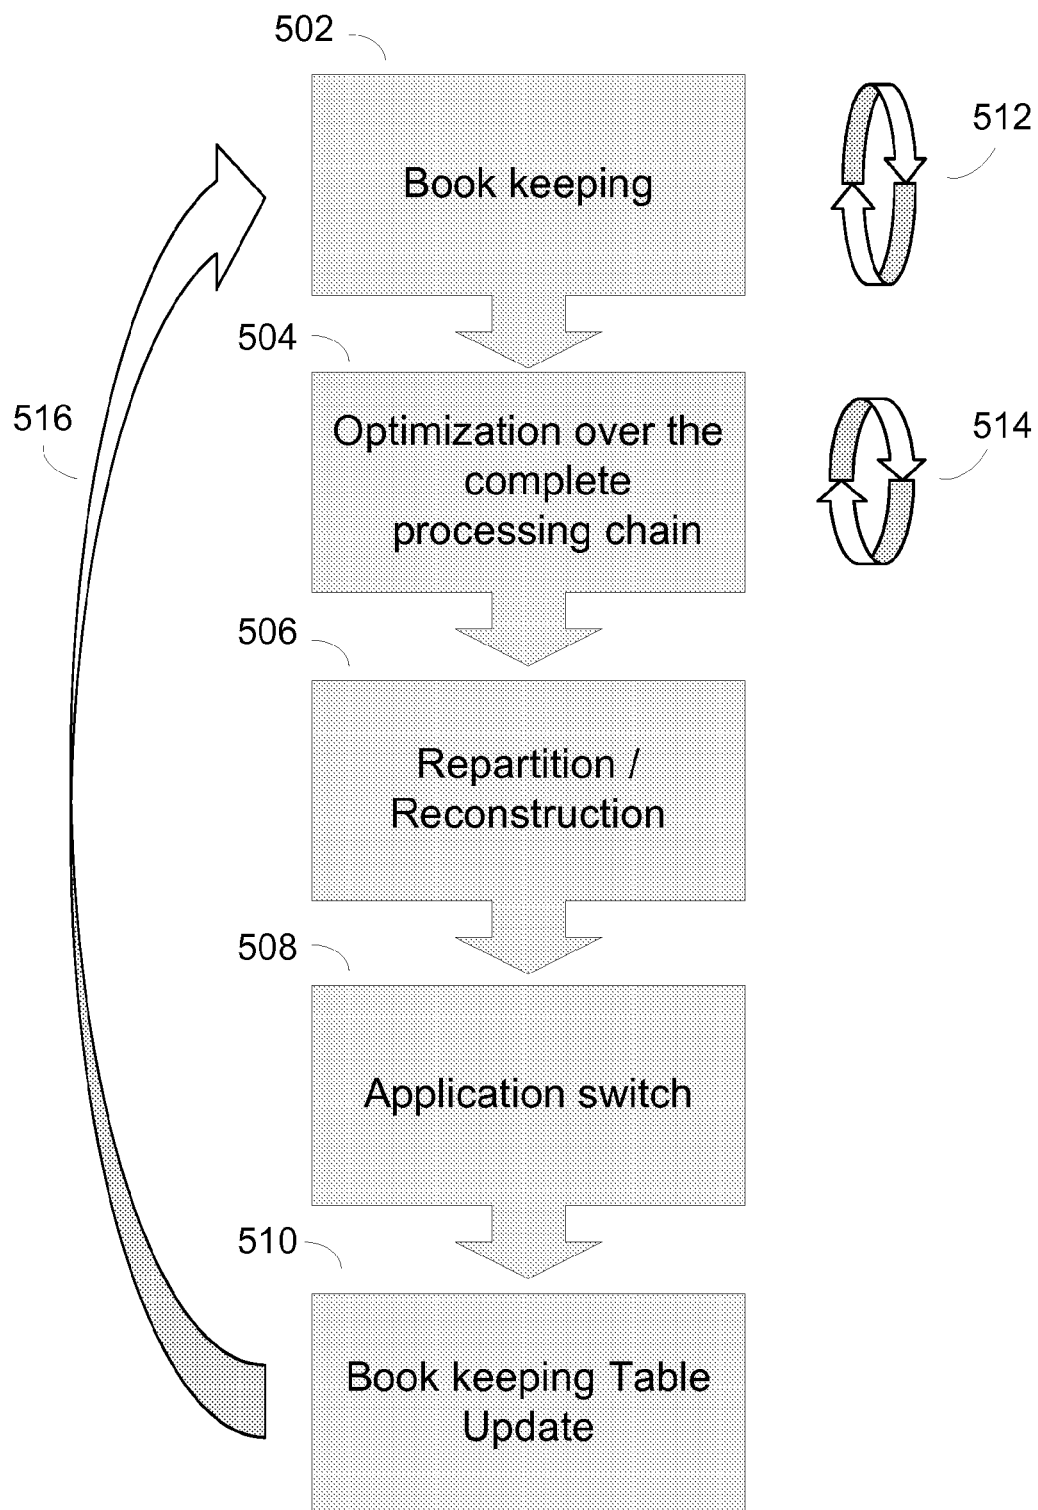 502
Book keeping
512
504
Optimization over the
complete
processing chain
516
514
506
Repartition /
Reconstruction
508
Application switch
510
Book keeping Table
Update